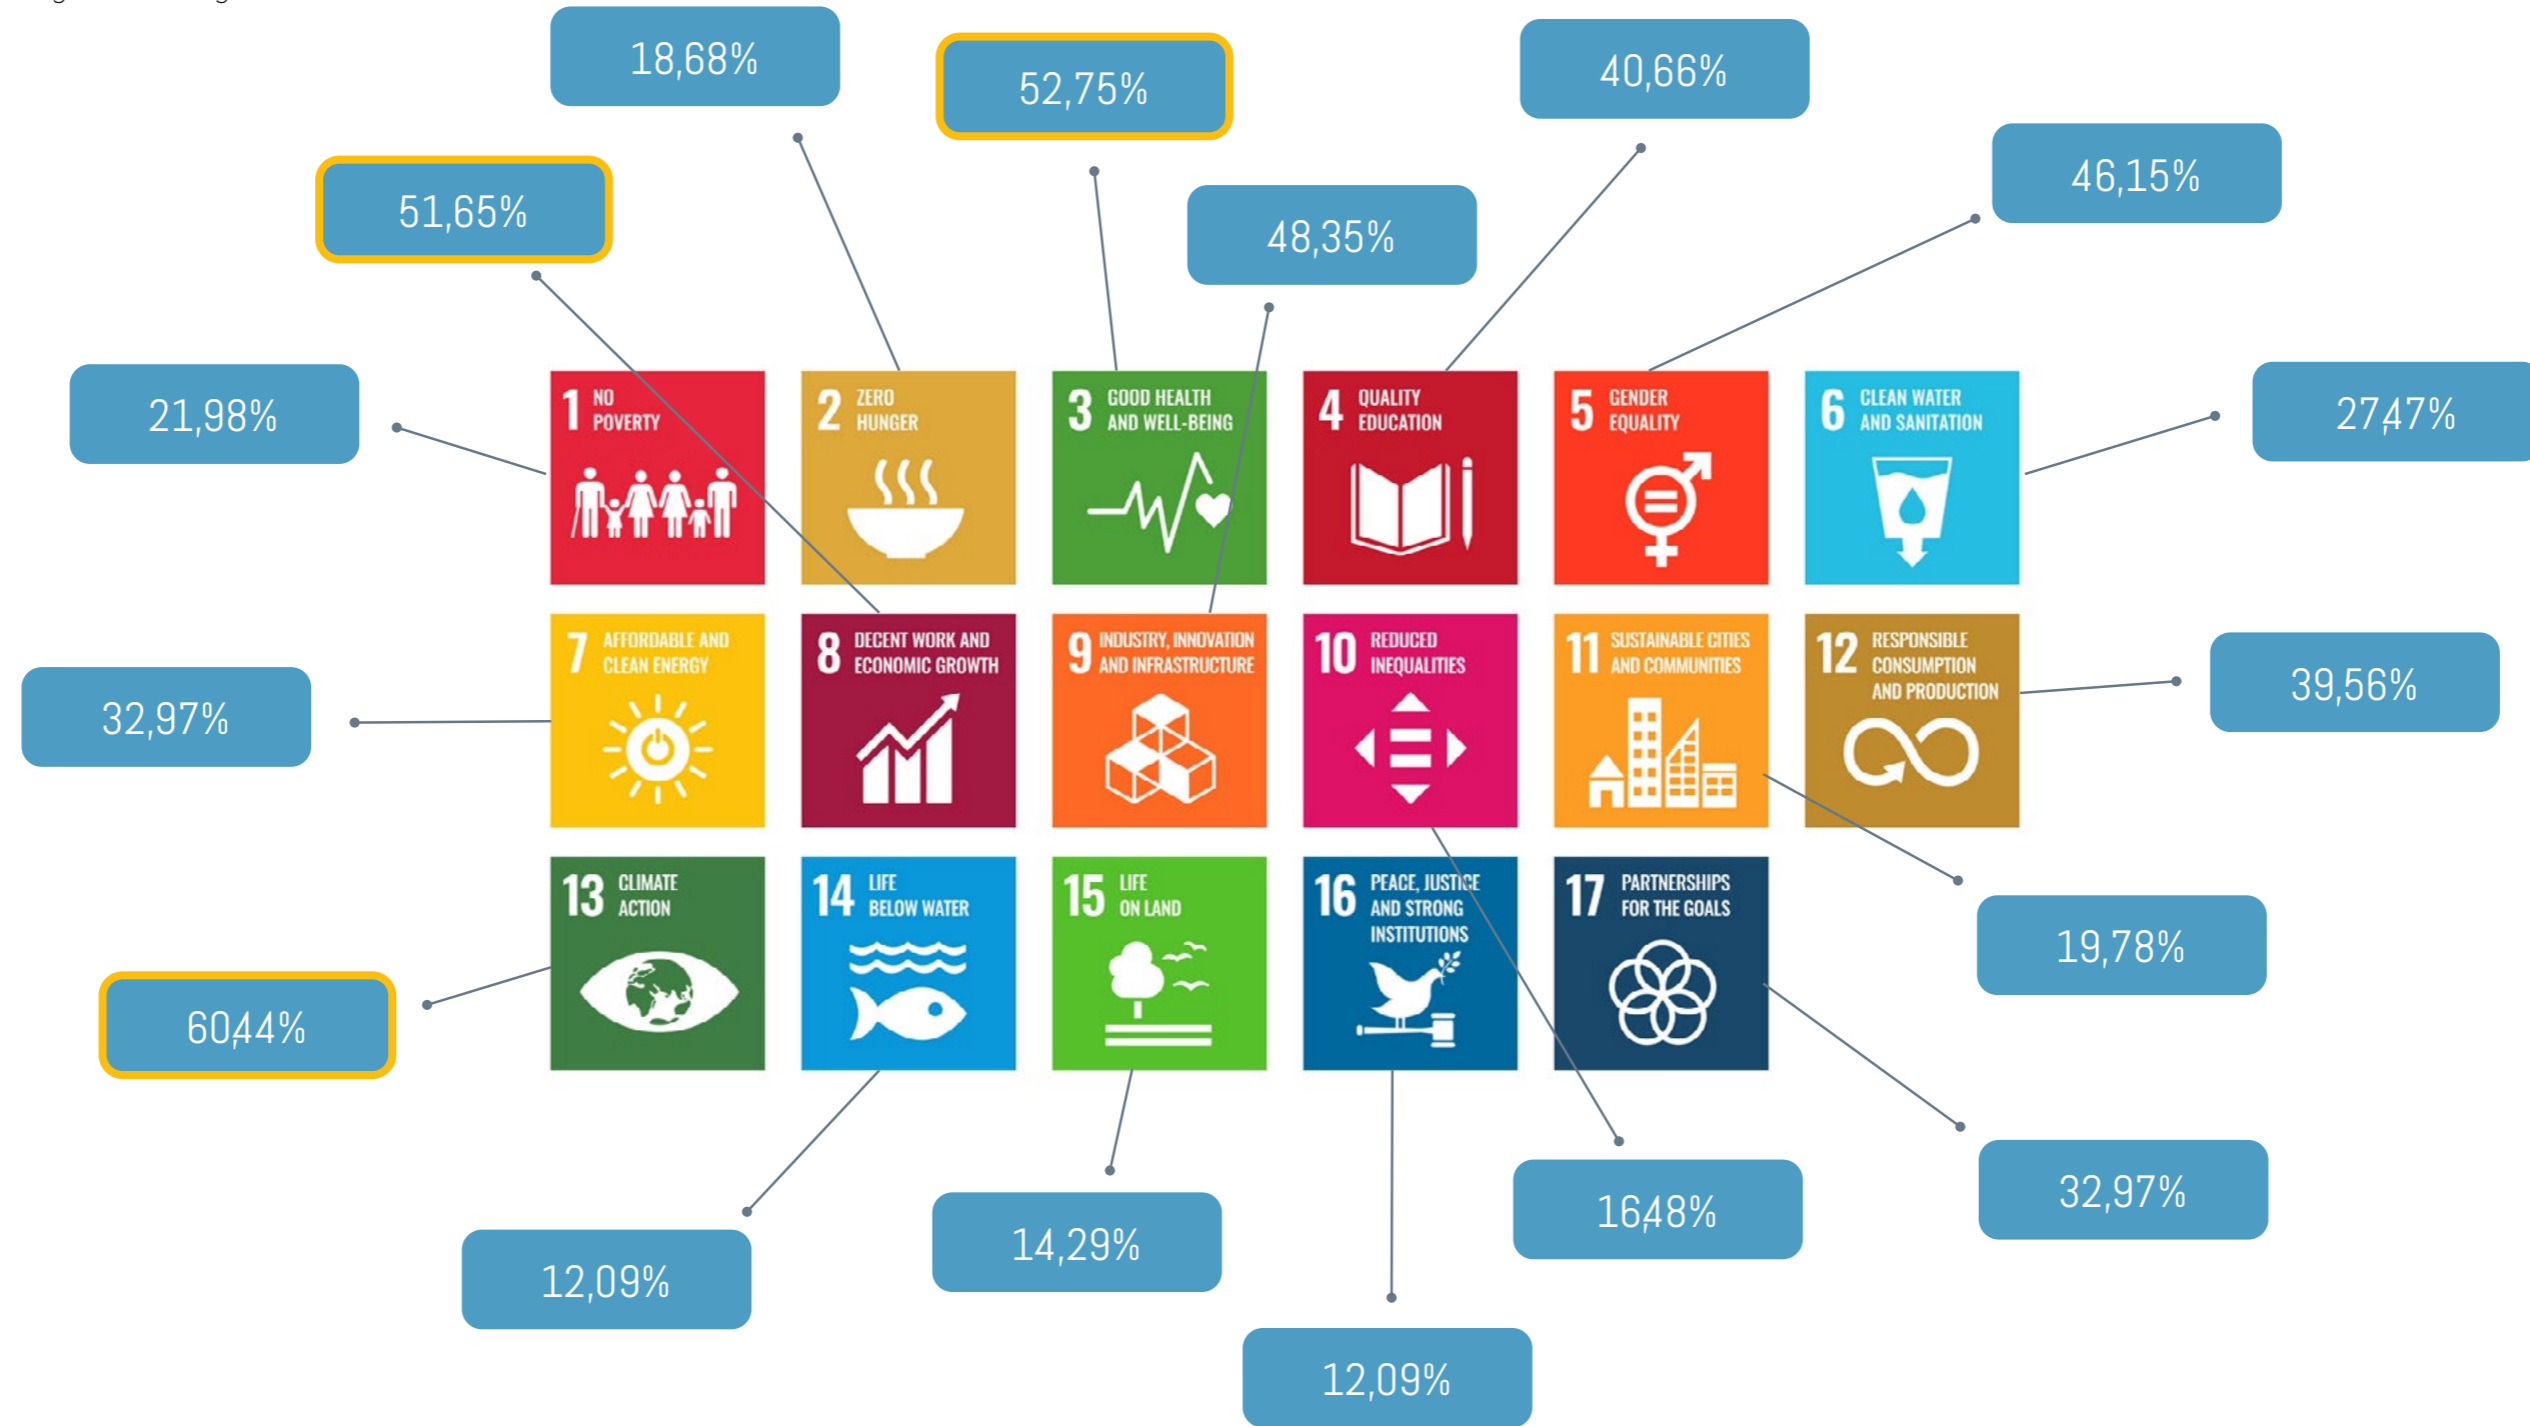 18,68%
52,75%
40,66%
46,15%
51,65%
48,35%
21,98%
27,47%
1 NO
POVERTY
2 ZERO
HUNGER
3 GOOD HEALTH
AND WELL-BEING
4 QUALITY
EDUCATION
5 GENDER
EQUALITY
6 CLEAN WATER
AND SANITATION
32,97%
7 AFFORDABLE AND
CLEAN ENERGY
8 DECENT WORK AND
ECONOMIC GROWTH
9 INDUSTRY, INNOVATION
AND INFRASTRUCTURE
10 REDUCED
INEQUALITIES
11 SUSTAINABLE CITIES
AND COMMUNITIES
12 RESPONSIBLE
CONSUMPTION
AND PRODUCTION
39,56%
13 CLIMATE
ACTION
14 LIFE
BELOW WATER
15 LIFE
ON LAND
16 PEACE, JUSTICE
AND STRONG
INSTITUTIONS
17 PARTNERSHIPS
FOR THE GOALS
19,78%
60,44%
12,09%
14,29%
16,48%
32,97%
12,09%